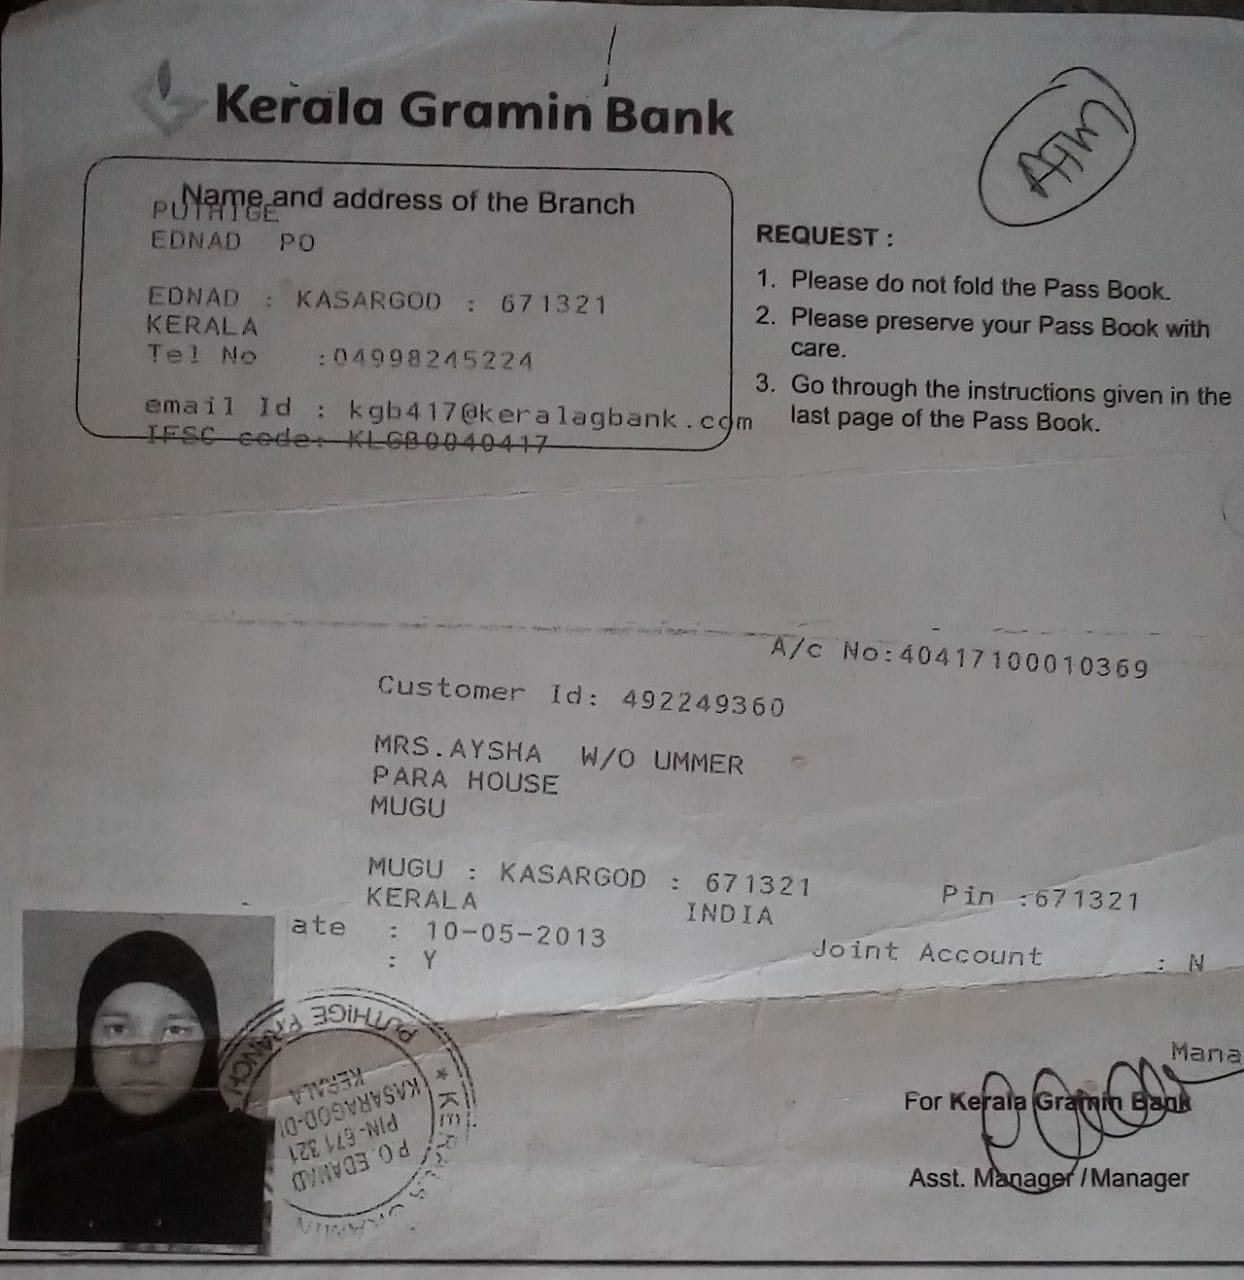 Kerala Gramin Bank
ATM
Name and address of the Branch
PUTHIGE
EDNAD PO
EDNAD : KASARGOD : 671321
KERALA
Tel No :04998245224
email Id : kgb417@keralagbank.com
IFSC code: KLGB0040417
REQUEST :
1. Please do not fold the Pass Book.
2. Please preserve your Pass Book with
care.
3. Go through the instructions given in the
last page of the Pass Book.
A/c No:40417100010369
Customer Id: 492249360
MRS.AYSHA W/O UMMER
PARA HOUSE
MUGU
MUGU : KASARGOD : 671321 Pin :671321
KERALA INDIA
ate : 10-05-2013 Joint Account : N
: Y
PUTHIGE BRANCH
KERALA
KASARAGOD-DI
PIN-671 321
P.O. EDANAD
Mana
For Kerala Gramin Bank
Asst. Manager / Manager